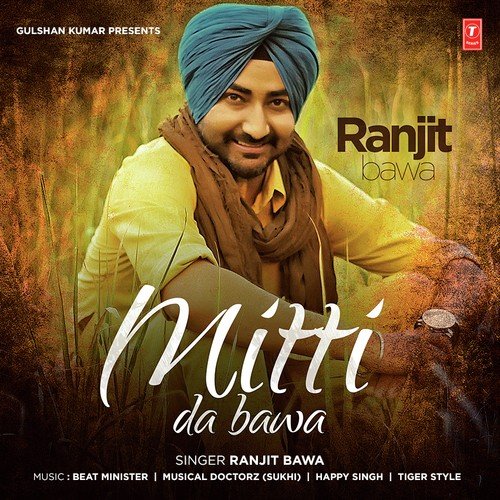 GULSHAN KUMAR PRESENTS
T
Ranjit
bawa
Mitti
da bawa
SINGER RANJIT BAWA
MUSIC : BEAT MINISTER | MUSICAL DOCTORZ (SUKHI) | HAPPY SINGH | TIGER STYLE